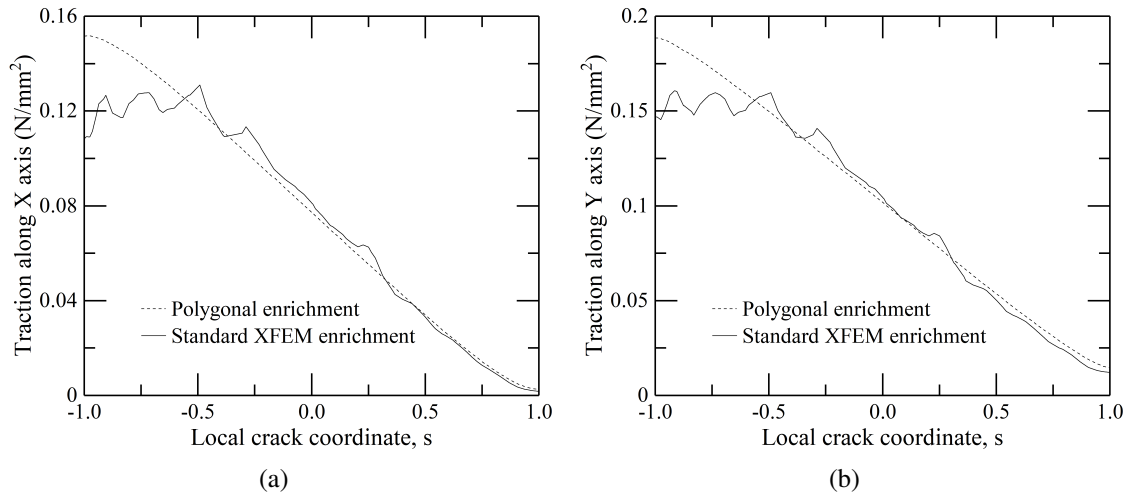 0.16
0.12
0.08
0.04
0
-1.0 -0.5 0.0 0.5 1.0
Traction along X axis (N/mm²)
Local crack coordinate, s
Polygonal enrichment
Standard XFEM enrichment
(a)
0.2
0.15
0.1
0.05
0
-1.0 -0.5 0.0 0.5 1.0
Traction along Y axis (N/mm²)
Local crack coordinate, s
Polygonal enrichment
Standard XFEM enrichment
(b)